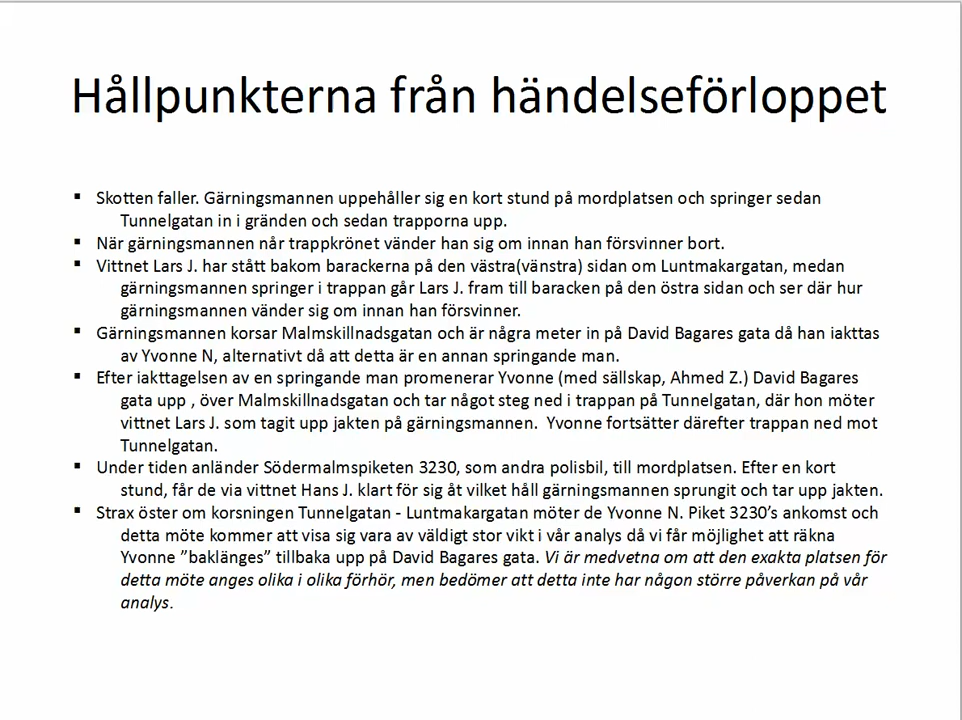 Hållpunkterna från händelseförloppet
▪ Skotten faller. Gärningsmannen uppehåller sig en kort stund på mordplatsen och springer sedan
Tunnelgatan in i gränden och sedan trapporna upp.
▪ När gärningsmannen når trappkrönet vänder han sig om innan han försvinner bort.
▪ Vittnet Lars J. har stått bakom barackerna på den västra(vänstra) sidan om Luntmakargatan, medan
gärningsmannen springer i trappan går Lars J. fram till baracken på den östra sidan och ser där hur
gärningsmannen vänder sig om innan han försvinner.
▪ Gärningsmannen korsar Malmskillnadsgatan och är några meter in på David Bagares gata då han iakttas
av Yvonne N, alternativt då att detta är en annan springande man.
▪ Efter iakttagelsen av en springande man promenerar Yvonne (med sällskap, Ahmed Z.) David Bagares
gata upp , över Malmskillnadsgatan och tar något steg ned i trappan på Tunnelgatan, där hon möter
vittnet Lars J. som tagit upp jakten på gärningsmannen.  Yvonne fortsätter därefter trappan ned mot
Tunnelgatan.
▪ Under tiden anländer Södermalmspiketen 3230, som andra polisbil, till mordplatsen. Efter en kort
stund, får de via vittnet Hans J. klart för sig åt vilket håll gärningsmannen sprungit och tar upp jakten.
▪ Strax öster om korsningen Tunnelgatan - Luntmakargatan möter de Yvonne N. Piket 3230’s ankomst och
detta möte kommer att visa sig vara av väldigt stor vikt i vår analys då vi får möjlighet att räkna
Yvonne ”baklänges” tillbaka upp på David Bagares gata. Vi är medvetna om att den exakta platsen för
detta möte anges olika i olika förhör, men bedömer att detta inte har någon större påverkan på vår
analys.